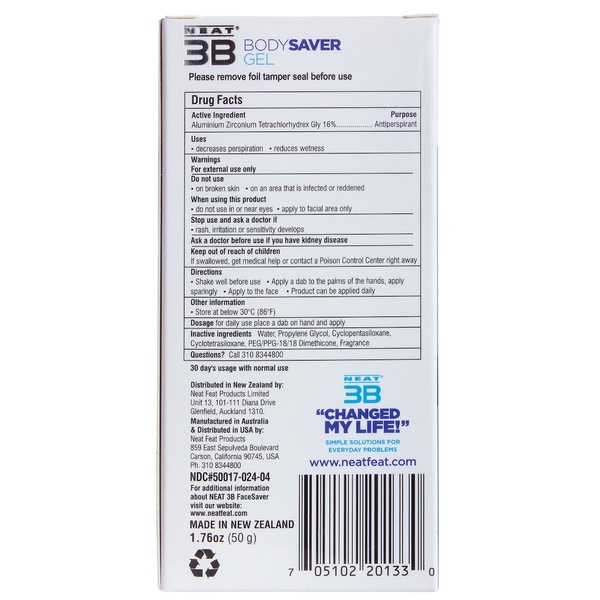 NEAT
3B BODYSAVER
GEL
Please remove foil tamper seal before use
Drug Facts
Active Ingredient Purpose
Aluminium Zirconium Tetrachlorhydrex Gly 16%.................... Antiperspirant
Uses
• decreases perspiration • reduces wetness
Warnings
For external use only
Do not use
• on broken skin • on an area that is infected or reddened
When using this product
• do not use in or near eyes • apply to facial area only
Stop use and ask a doctor if
• rash, irritation or sensitivity develops
Ask a doctor before use if you have kidney disease
Keep out of reach of children
If swallowed, get medical help or contact a Poison Control Center right away
Directions
• Shake well before use • Apply a dab to the palms of the hands, apply
sparingly • Apply to the face • Product can be applied daily
Other information
• Store at below 30°C (86°F)
Dosage for daily use place a dab on hand and apply
Inactive ingredients Water, Propylene Glycol, Cyclopentasiloxane,
Cyclotetrasiloxane, PEG/PPG-18/18 Dimethicone, Fragrance
Questions? Call 310 8344800
30 day's usage with normal use
Distributed in New Zealand by:
Neat Feat Products Limited
Unit 13, 101-111 Diana Drive
Glenfield, Auckland 1310.
Manufactured in Australia
& Distributed in USA by:
Neat Feat Products
859 East Sepulveda Boulevard
Carson, California 90745, USA
Ph. 310 8344800
NDC#50017-024-04
For additional information
about NEAT 3B FaceSaver
visit our website:
www.neatfeat.com
MADE IN NEW ZEALAND
1.76oz (50 g)
NEAT
3B
"CHANGED
MY LIFE!"
SIMPLE SOLUTIONS FOR
EVERYDAY PROBLEMS
www.neatfeat.com
7 05102 20133 0